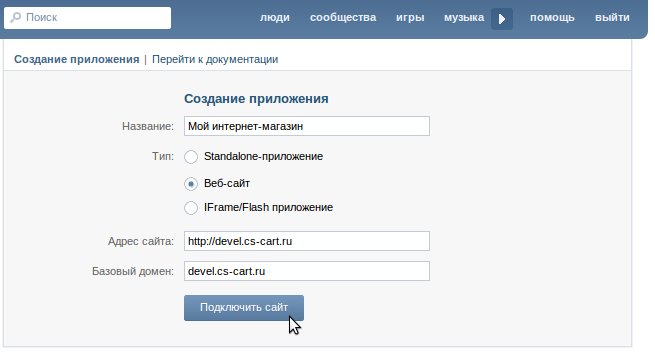 Поиск люди сообщества игры музыка помощь выйти
Создание приложения | Перейти к документации
Создание приложения
Название: Мой интернет-магазин
Тип: Standalone-приложение
Веб-сайт
IFrame/Flash приложение
Адрес сайта: http://devel.cs-cart.ru
Базовый домен: devel.cs-cart.ru
Подключить сайт